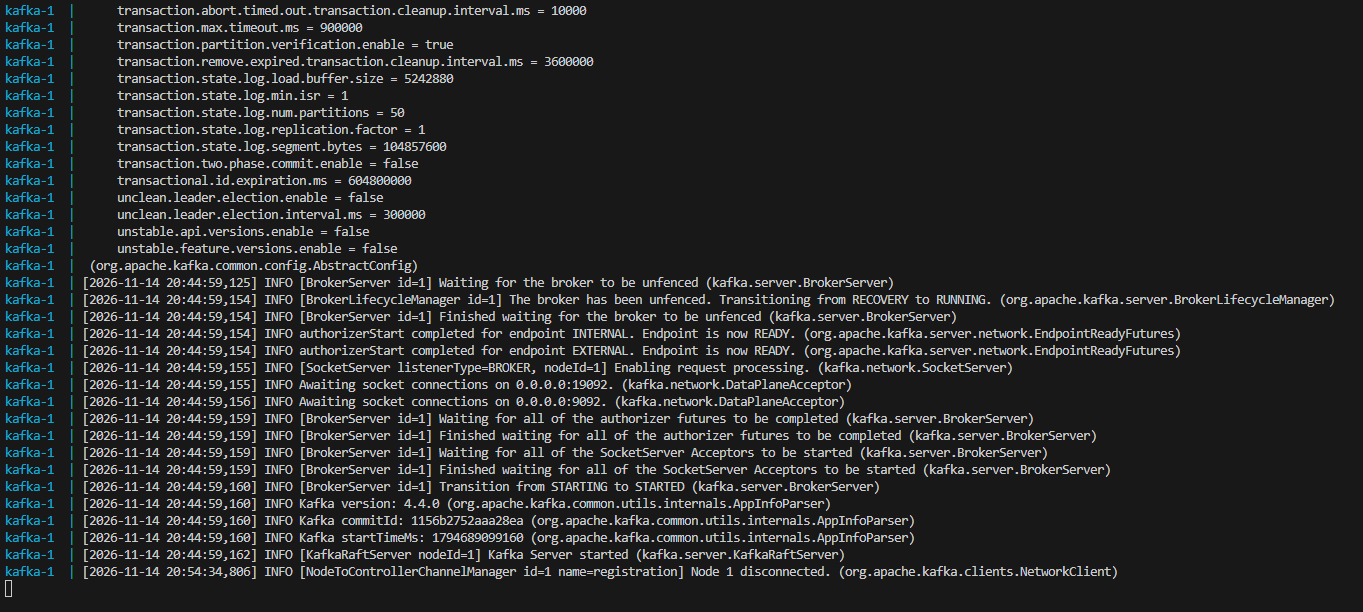 kafka-1  |      transaction.abort.timed.out.transaction.cleanup.interval.ms = 10000
kafka-1  |      transaction.max.timeout.ms = 900000
kafka-1  |      transaction.partition.verification.enable = true
kafka-1  |      transaction.remove.expired.transaction.cleanup.interval.ms = 3600000
kafka-1  |      transaction.state.log.load.buffer.size = 5242880
kafka-1  |      transaction.state.log.min.isr = 1
kafka-1  |      transaction.state.log.num.partitions = 50
kafka-1  |      transaction.state.log.replication.factor = 1
kafka-1  |      transaction.state.log.segment.bytes = 104857600
kafka-1  |      transaction.two.phase.commit.enable = false
kafka-1  |      transactional.id.expiration.ms = 604800000
kafka-1  |      unclean.leader.election.enable = false
kafka-1  |      unclean.leader.election.interval.ms = 300000
kafka-1  |      unstable.api.versions.enable = false
kafka-1  |      unstable.feature.versions.enable = false
kafka-1  |  (org.apache.kafka.common.config.AbstractConfig)
kafka-1  | [2026-11-14 20:44:59,125] INFO [BrokerServer id=1] Waiting for the broker to be unfenced (kafka.server.BrokerServer)
kafka-1  | [2026-11-14 20:44:59,154] INFO [BrokerLifecycleManager id=1] The broker has been unfenced. Transitioning from RECOVERY to RUNNING. (org.apache.kafka.server.BrokerLifecycleManager)
kafka-1  | [2026-11-14 20:44:59,154] INFO [BrokerServer id=1] Finished waiting for the broker to be unfenced (kafka.server.BrokerServer)
kafka-1  | [2026-11-14 20:44:59,154] INFO authorizerStart completed for endpoint INTERNAL. Endpoint is now READY. (org.apache.kafka.server.network.EndpointReadyFutures)
kafka-1  | [2026-11-14 20:44:59,154] INFO authorizerStart completed for endpoint EXTERNAL. Endpoint is now READY. (org.apache.kafka.server.network.EndpointReadyFutures)
kafka-1  | [2026-11-14 20:44:59,155] INFO [SocketServer listenerType=BROKER, nodeId=1] Enabling request processing. (kafka.network.SocketServer)
kafka-1  | [2026-11-14 20:44:59,155] INFO Awaiting socket connections on 0.0.0.0:19092. (kafka.network.DataPlaneAcceptor)
kafka-1  | [2026-11-14 20:44:59,156] INFO Awaiting socket connections on 0.0.0.0:9092. (kafka.network.DataPlaneAcceptor)
kafka-1  | [2026-11-14 20:44:59,159] INFO [BrokerServer id=1] Waiting for all of the authorizer futures to be completed (kafka.server.BrokerServer)
kafka-1  | [2026-11-14 20:44:59,159] INFO [BrokerServer id=1] Finished waiting for all of the authorizer futures to be completed (kafka.server.BrokerServer)
kafka-1  | [2026-11-14 20:44:59,159] INFO [BrokerServer id=1] Waiting for all of the SocketServer Acceptors to be started (kafka.server.BrokerServer)
kafka-1  | [2026-11-14 20:44:59,159] INFO [BrokerServer id=1] Finished waiting for all of the SocketServer Acceptors to be started (kafka.server.BrokerServer)
kafka-1  | [2026-11-14 20:44:59,160] INFO [BrokerServer id=1] Transition from STARTING to STARTED (kafka.server.BrokerServer)
kafka-1  | [2026-11-14 20:44:59,160] INFO Kafka version: 4.4.0 (org.apache.kafka.common.utils.internals.AppInfoParser)
kafka-1  | [2026-11-14 20:44:59,160] INFO Kafka commitId: 1156b2752aaa28ea (org.apache.kafka.common.utils.internals.AppInfoParser)
kafka-1  | [2026-11-14 20:44:59,160] INFO Kafka startTimeMs: 1794689099160 (org.apache.kafka.common.utils.internals.AppInfoParser)
kafka-1  | [2026-11-14 20:44:59,162] INFO [KafkaRaftServer nodeId=1] Kafka Server started (kafka.server.KafkaRaftServer)
kafka-1  | [2026-11-14 20:54:34,806] INFO [NodeToControllerChannelManager id=1 name=registration] Node 1 disconnected. (org.apache.kafka.clients.NetworkClient)